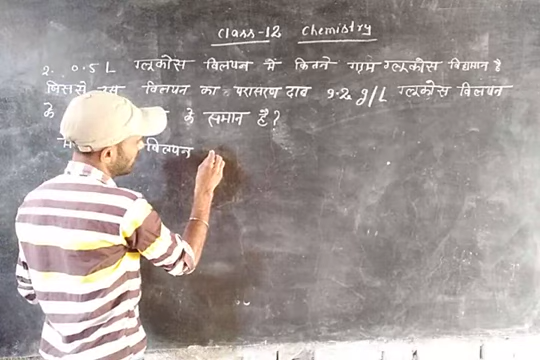 Class-12 Chemistry
2. 0.5 L ग्लूकोस विलयन में कितने ग्राम ग्लूकोस विद्यमान है
जिससे उस विलयन का परासरण दाब 9.2 g/L ग्लूकोस विलयन
के के समान है?
विलयन